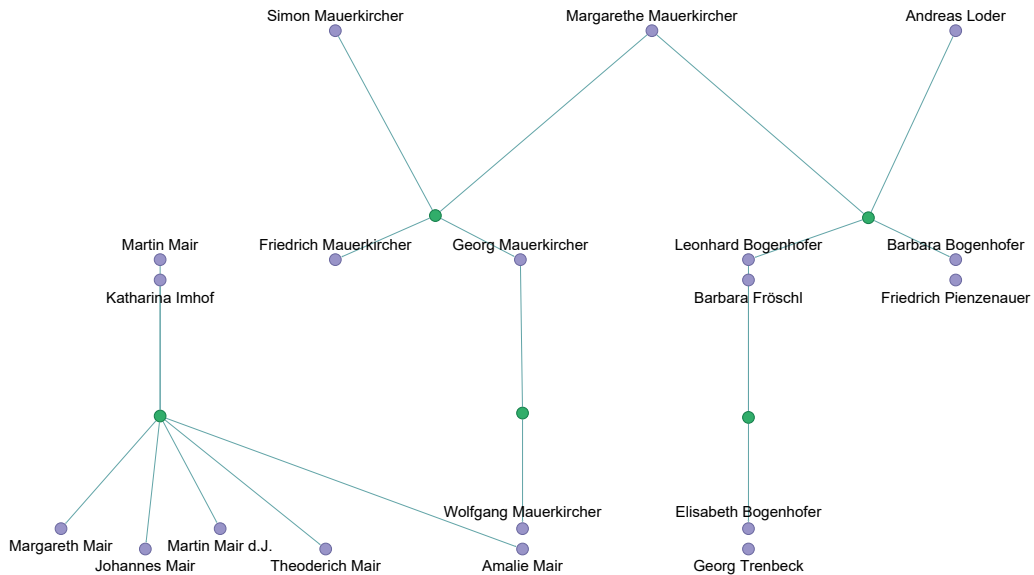 Simon Mauerkircher
Margarethe Mauerkircher
Andreas Loder
Martin Mair
Friedrich Mauerkircher
Georg Mauerkircher
Leonhard Bogenhofer
Barbara Bogenhofer
Katharina Imhof
Barbara Fröschl
Friedrich Pienzenauer
Wolfgang Mauerkircher
Elisabeth Bogenhofer
Margareth Mair
Martin Mair d.J.
Johannes Mair
Theoderich Mair
Amalie Mair
Georg Trenbeck